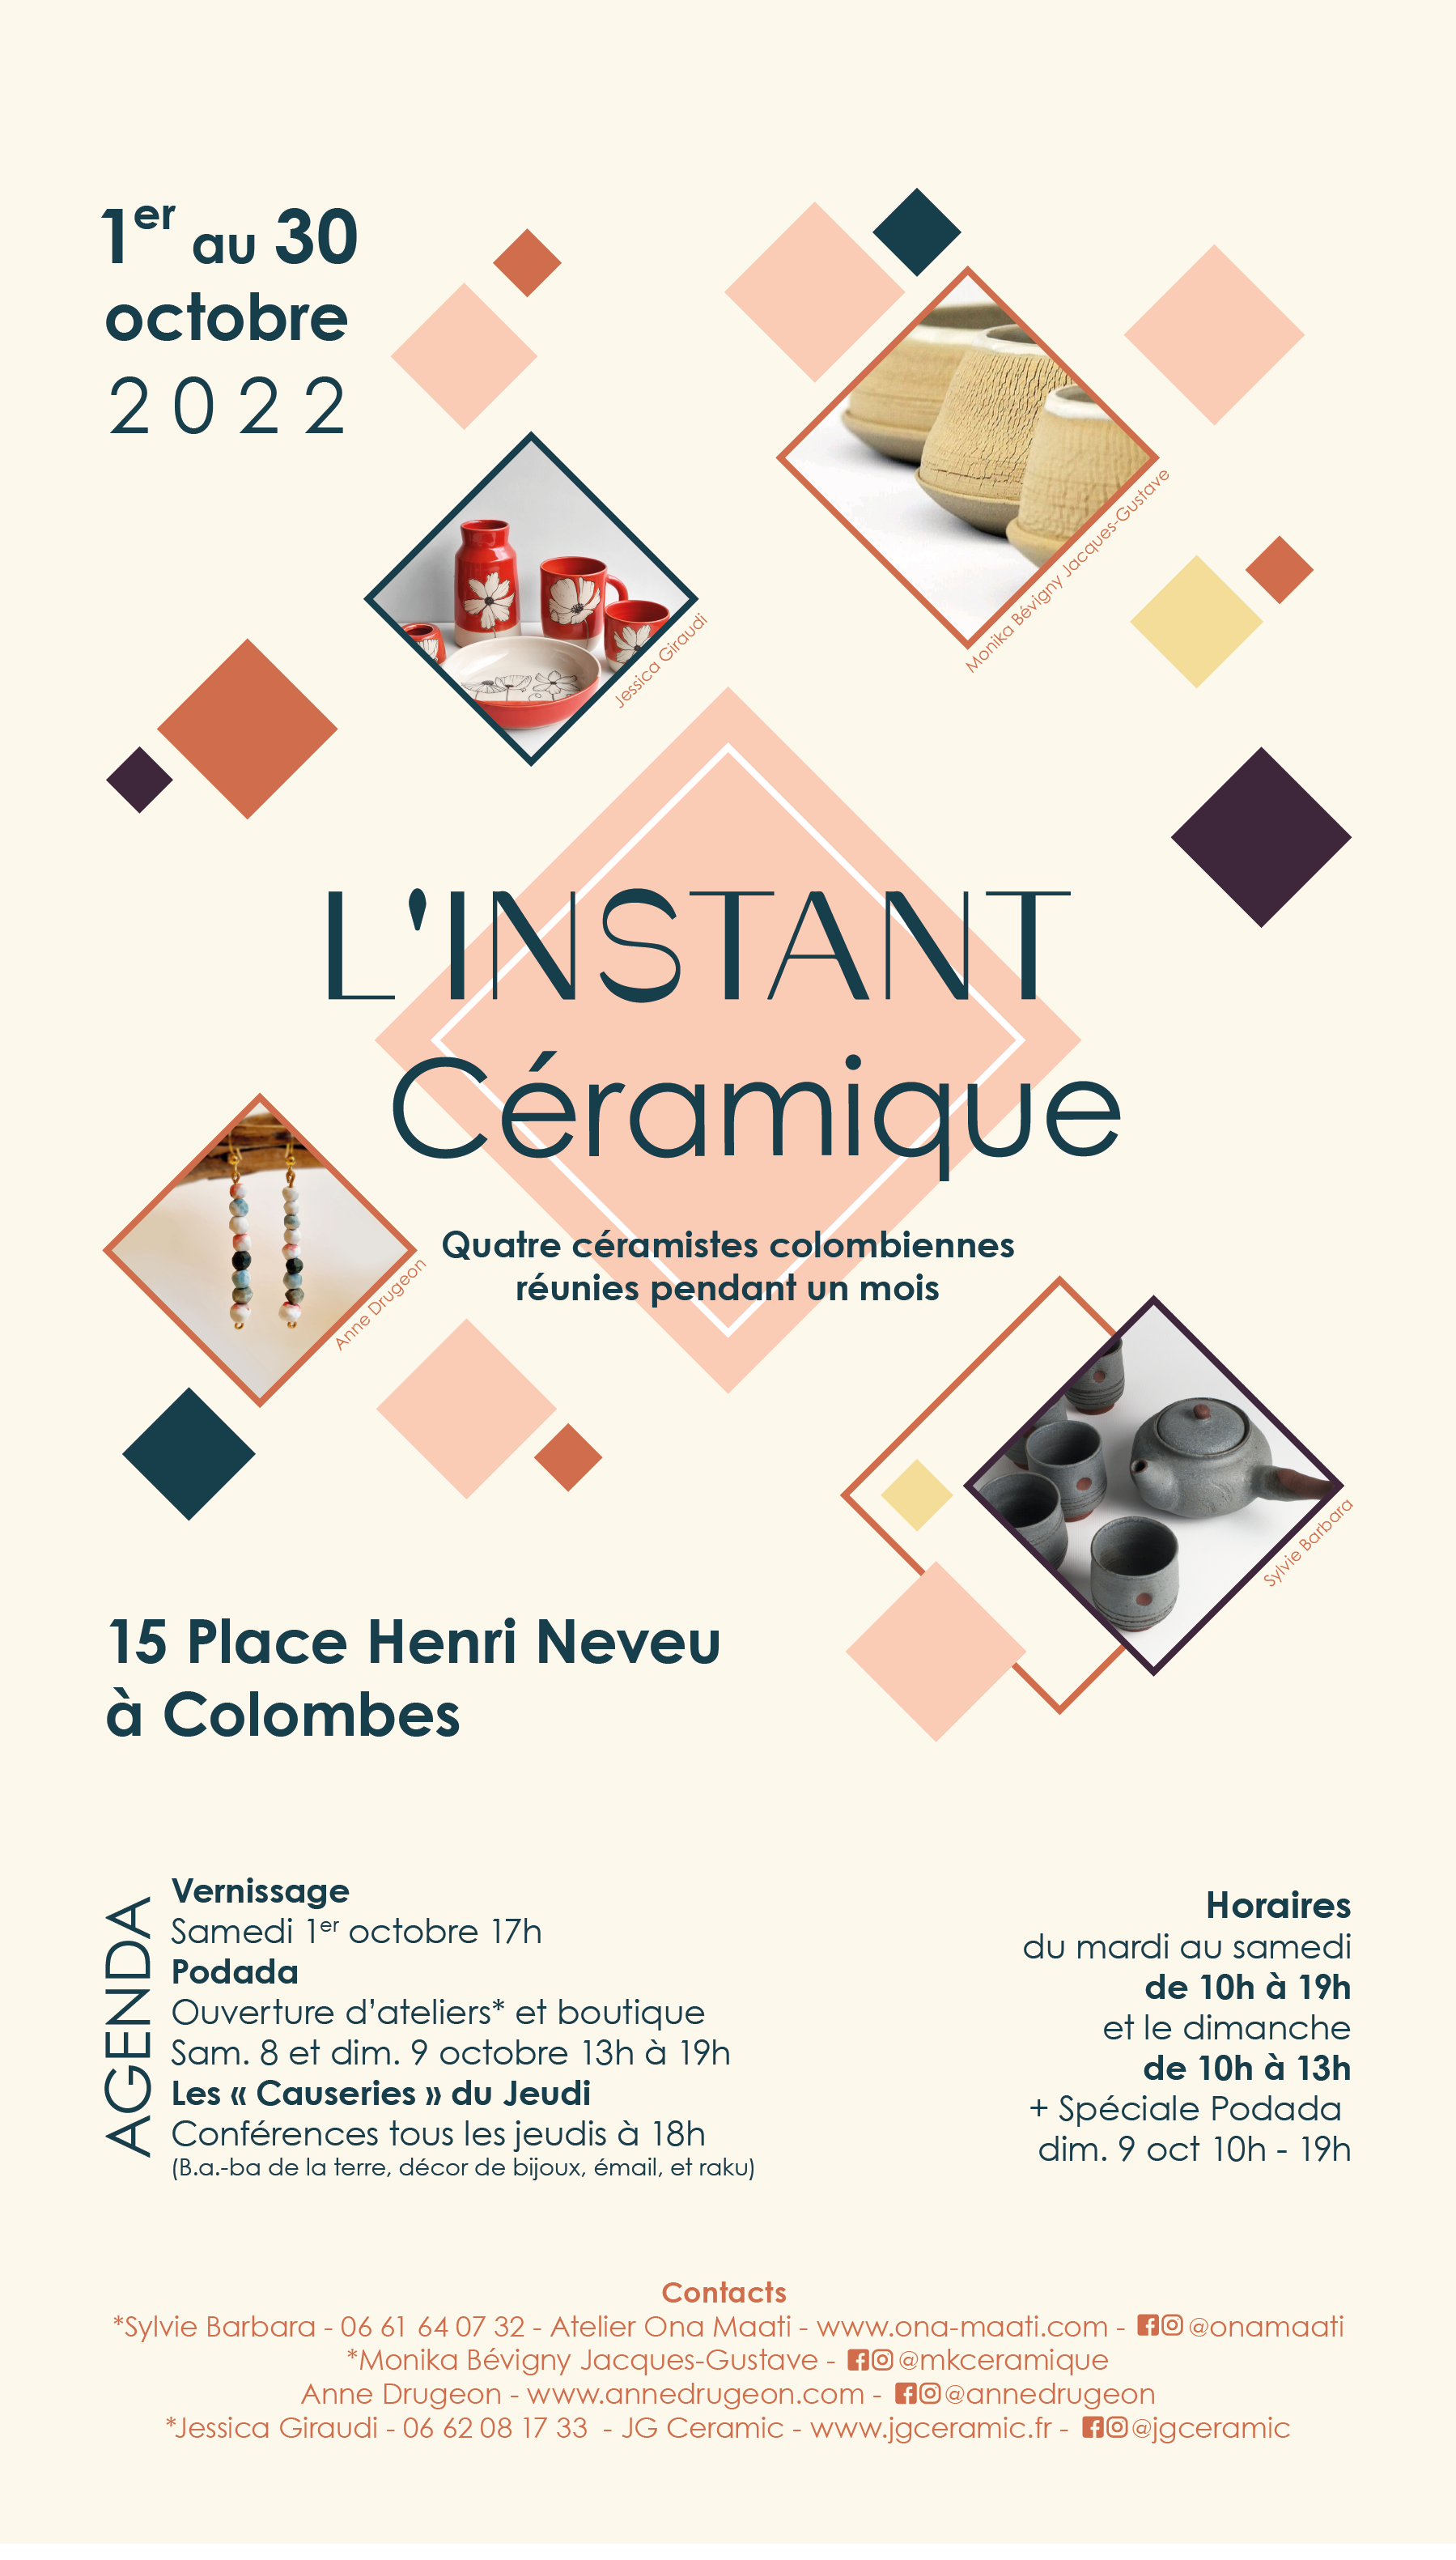 1er au 30
octobre
2022
Monika Bévigny Jacques-Gustave
Jessica Giraudi
L'INSTANT
Céramique
Quatre céramistes colombiennes
réunies pendant un mois
Anne Drugeon
Sylvie Barbara
15 Place Henri Neveu
à Colombes
AGENDA
Vernissage
Samedi 1er octobre 17h
Podada
Ouverture d’ateliers* et boutique
Sam. 8 et dim. 9 octobre 13h à 19h
Les « Causeries » du Jeudi
Conférences tous les jeudis à 18h
(B.a.-ba de la terre, décor de bijoux, émail, et raku)
Horaires
du mardi au samedi
de 10h à 19h
et le dimanche
de 10h à 13h
+ Spéciale Podada
dim. 9 oct 10h - 19h
Contacts
*Sylvie Barbara - 06 61 64 07 32 - Atelier Ona Maati - www.ona-maati.com - @onamaati
*Monika Bévigny Jacques-Gustave - @mkceramique
Anne Drugeon - www.annedrugeon.com - @annedrugeon
*Jessica Giraudi - 06 62 08 17 33 - JG Ceramic - www.jgceramic.fr - @jgceramic